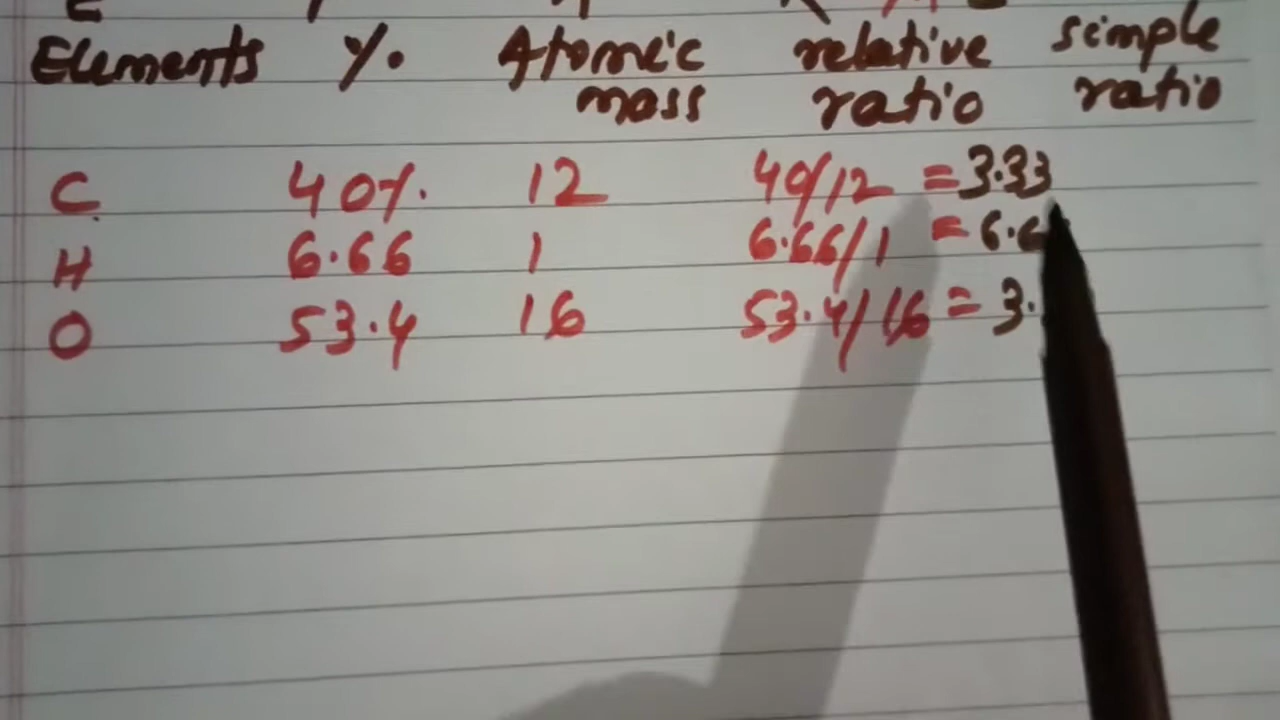 Elements % Atomic mass relative ratio simple ratio
C 40% 12 40/12 = 3.33
H 6.66 1 6.66/1 = 6.6
O 53.4 16 53.4/16 = 3.